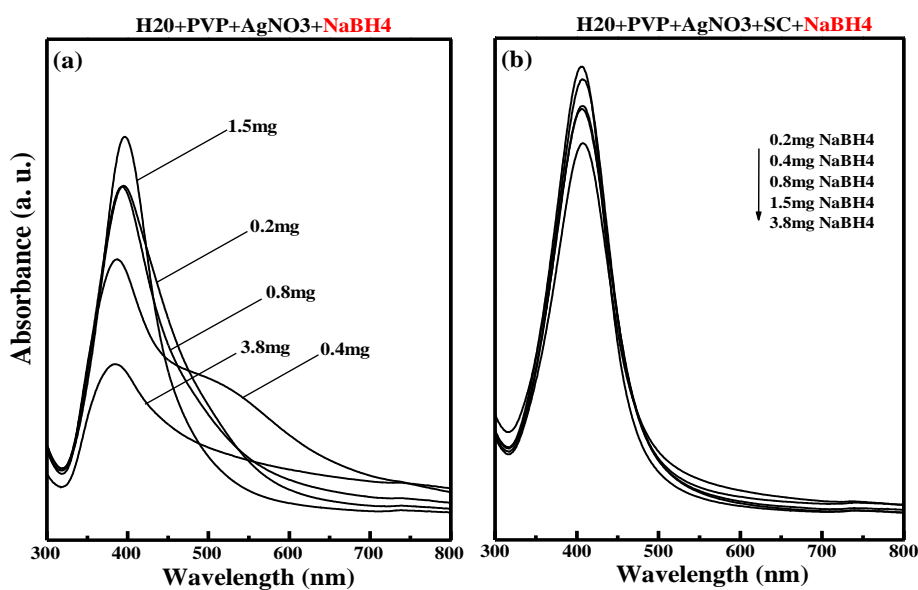 H20+PVP+AgNO3+NaBH4
(a)
1.5mg
0.2mg
0.8mg
3.8mg
0.4mg
Absorbance (a. u.)
300 400 500 600 700 800
Wavelength (nm)
H20+PVP+AgNO3+SC+NaBH4
(b)
0.2mg NaBH4
0.4mg NaBH4
0.8mg NaBH4
1.5mg NaBH4
3.8mg NaBH4
300 400 500 600 700 800
Wavelength (nm)